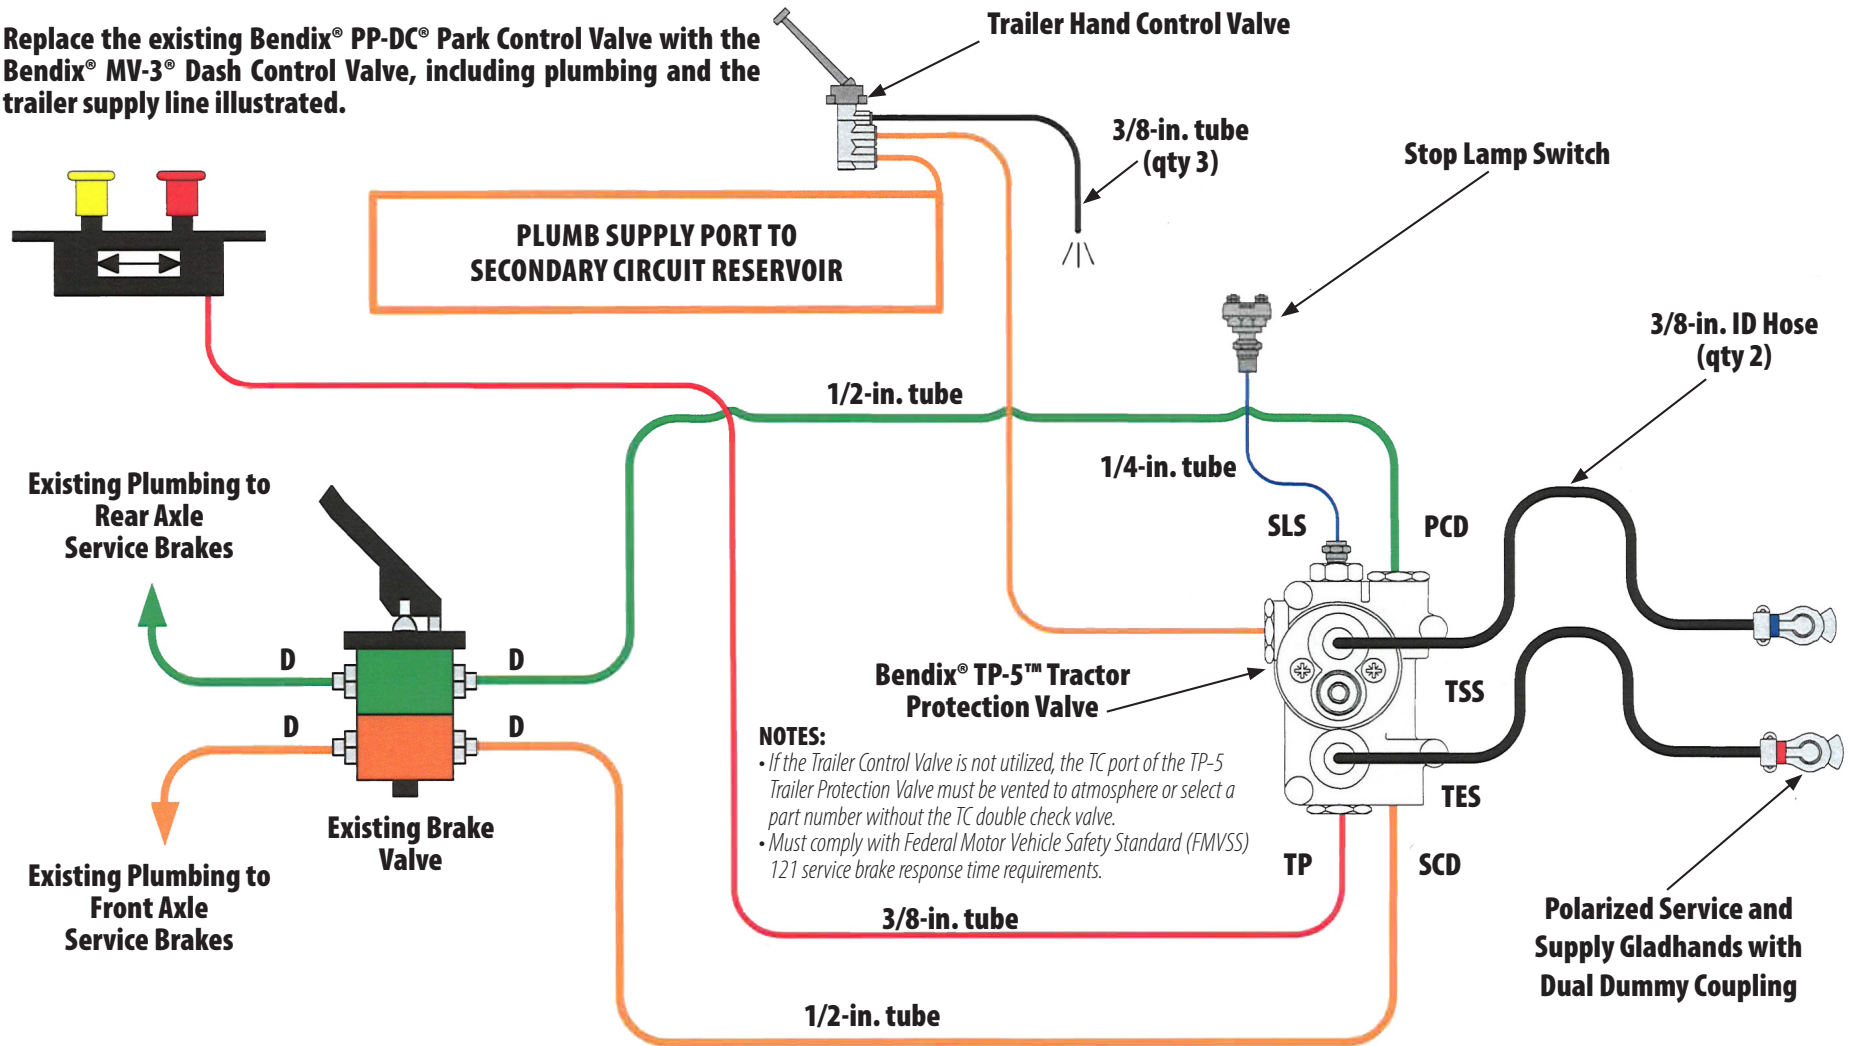 Replace the existing Bendix® PP-DC® Park Control Valve with the
Bendix® MV-3® Dash Control Valve, including plumbing and the
trailer supply line illustrated.
Trailer Hand Control Valve
3/8-in. tube
(qty 3)
Stop Lamp Switch
PLUMB SUPPLY PORT TO
SECONDARY CIRCUIT RESERVOIR
3/8-in. ID Hose
(qty 2)
1/2-in. tube
1/4-in. tube
Existing Plumbing to
Rear Axle
Service Brakes
SLS
PCD
D
D
D
D
Bendix® TP-5™ Tractor
Protection Valve
TSS
NOTES:
• If the Trailer Control Valve is not utilized, the TC port of the TP-5
Trailer Protection Valve must be vented to atmosphere or select a
part number without the TC double check valve.
• Must comply with Federal Motor Vehicle Safety Standard (FMVSS)
121 service brake response time requirements.
TES
Existing Brake
Valve
TP
SCD
Existing Plumbing to
Front Axle
Service Brakes
3/8-in. tube
Polarized Service and
Supply Gladhands with
Dual Dummy Coupling
1/2-in. tube